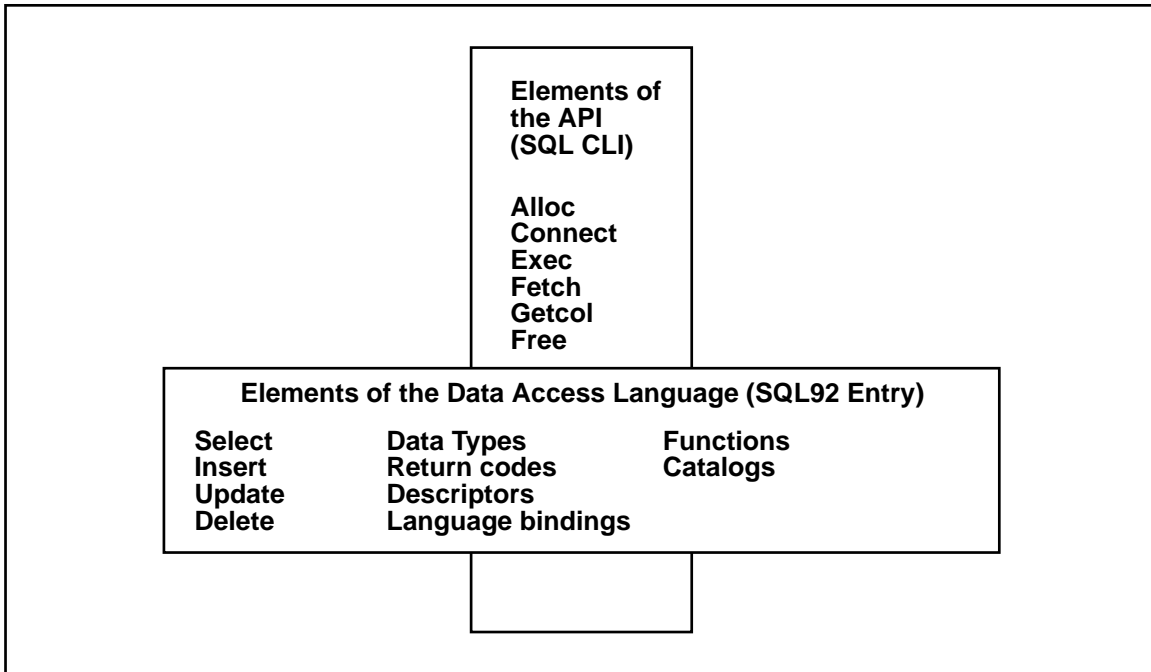 Elements of
the API
(SQL CLI)
Alloc
Connect
Exec
Fetch
Getcol
Free
Elements of the Data Access Language (SQL92 Entry)
Select
Insert
Update
Delete
Data Types
Return codes
Descriptors
Language bindings
Functions
Catalogs